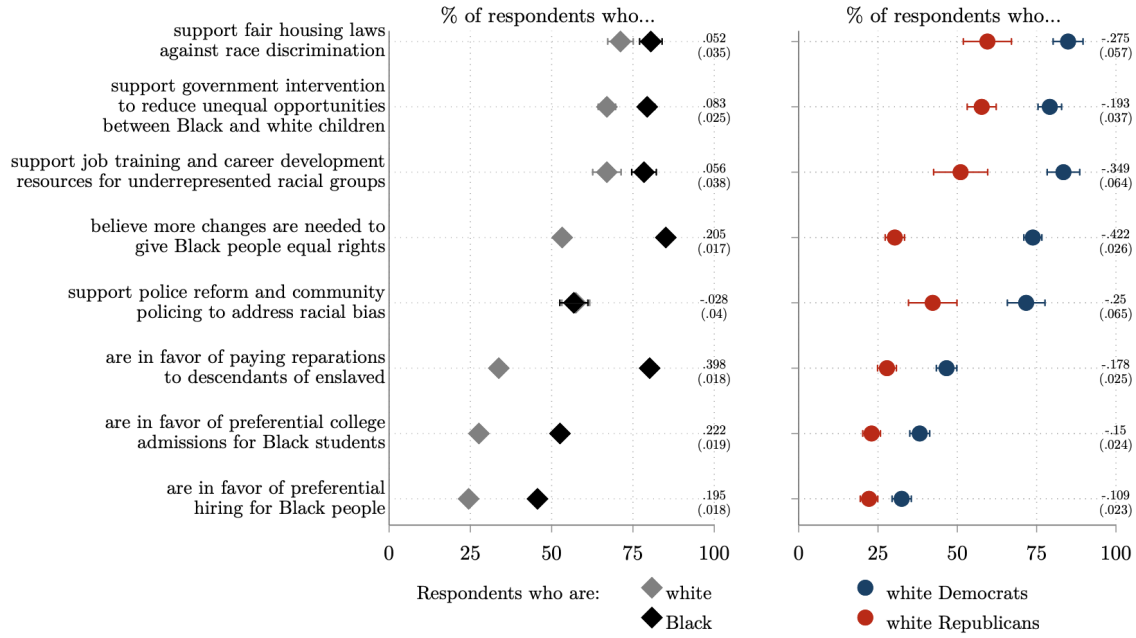 % of respondents who...
% of respondents who...
support fair housing laws
against race discrimination
.052
(.035)
-.275
(.057)
support government intervention
to reduce unequal opportunities
between Black and white children
.083
(.025)
-.193
(.037)
support job training and career development
resources for underrepresented racial groups
.056
(.038)
-.349
(.064)
believe more changes are needed to
give Black people equal rights
.205
(.017)
-.422
(.026)
support police reform and community
policing to address racial bias
-.028
(.04)
-.25
(.065)
are in favor of paying reparations
to descendants of enslaved
.398
(.018)
-.178
(.025)
are in favor of preferential college
admissions for Black students
.222
(.019)
-.15
(.024)
are in favor of preferential
hiring for Black people
.195
(.018)
-.109
(.023)
0 25 50 75 100
0 25 50 75 100
Respondents who are:
white
Black
white Democrats
white Republicans